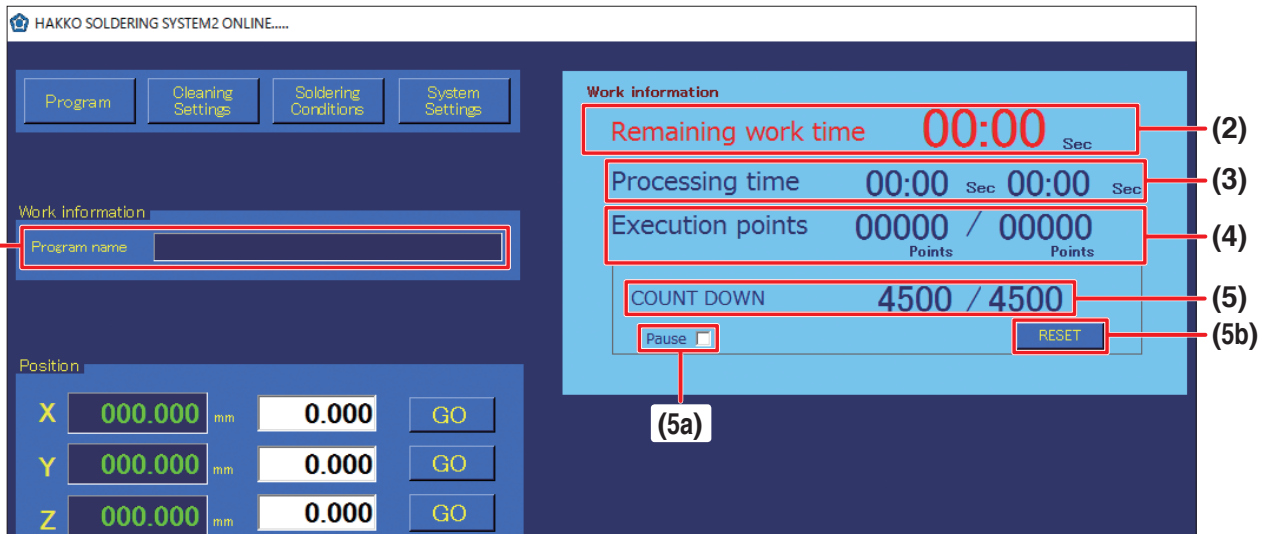 HAKKO SOLDERING SYSTEM2 ONLINE.....
Program
Cleaning
Settings
Soldering
Conditions
System
Settings
Work information
Program name
Work information
Remaining work time 00:00 Sec
(2)
Processing time 00:00 Sec 00:00 Sec
(3)
Execution points 00000 / 00000
Points Points
(4)
COUNT DOWN 4500 / 4500
(5)
Pause
(5a)
RESET
(5b)
Position
X 000.000 mm 0.000 GO
Y 000.000 mm 0.000 GO
Z 000.000 mm 0.000 GO